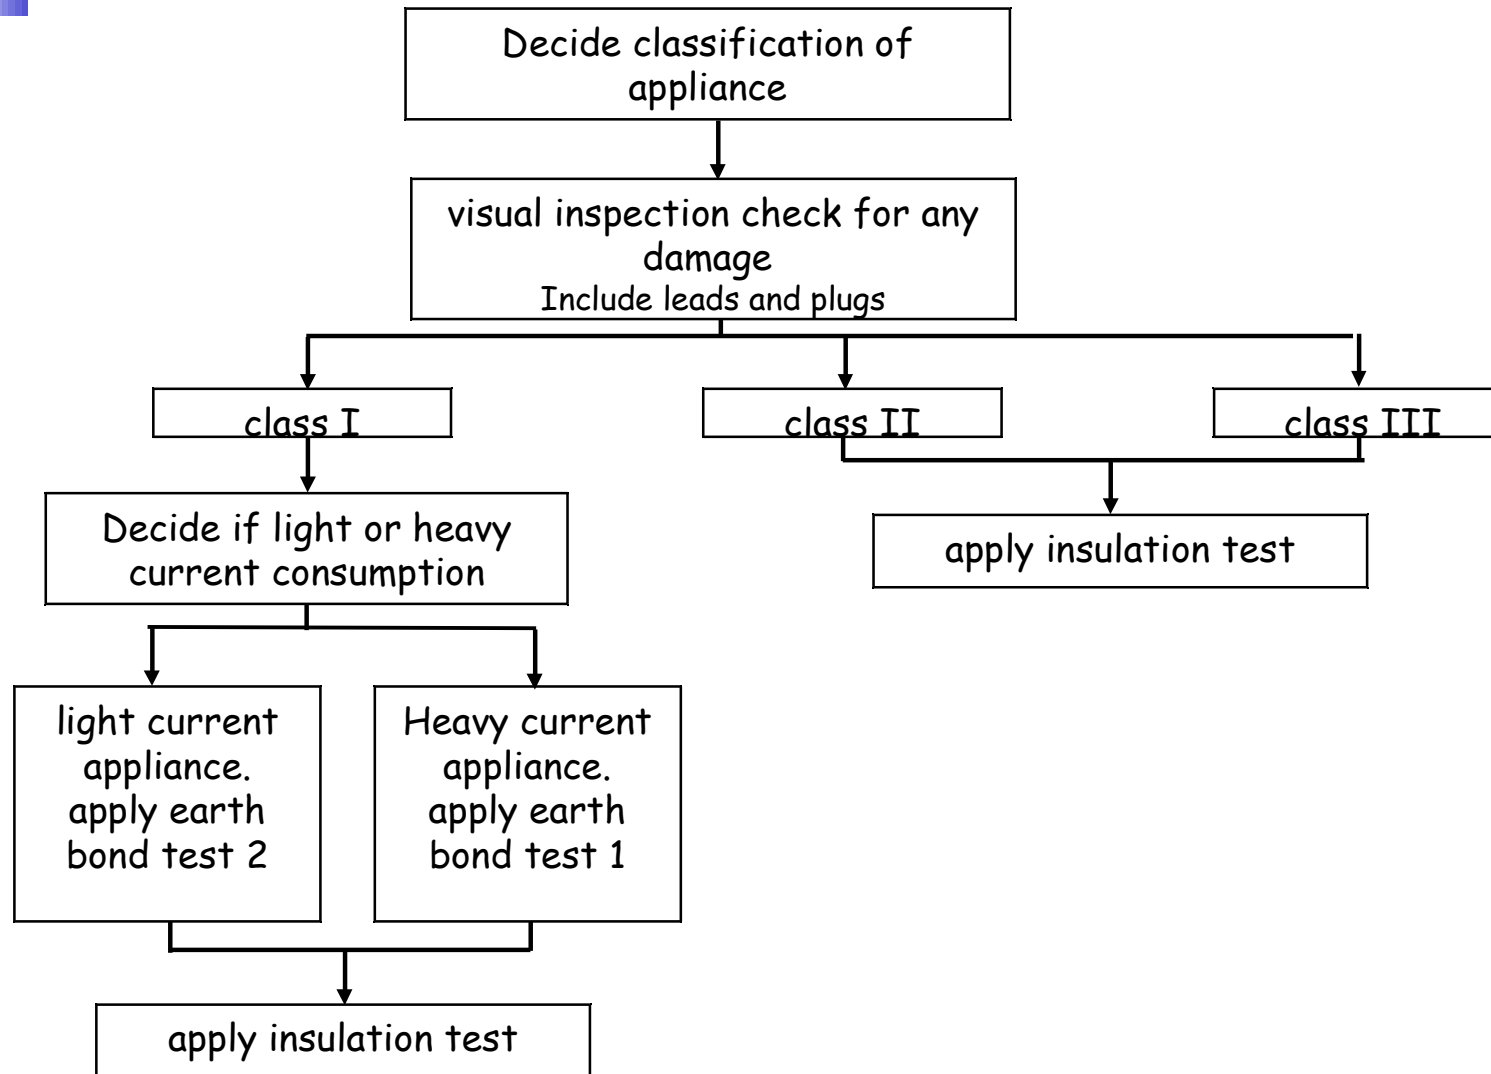 Decide classification of
appliance
visual inspection check for any
damage
Include leads and plugs
class I
class II
class III
Decide if light or heavy
current consumption
apply insulation test
light current
appliance.
apply earth
bond test 2
Heavy current
appliance.
apply earth
bond test 1
apply insulation test